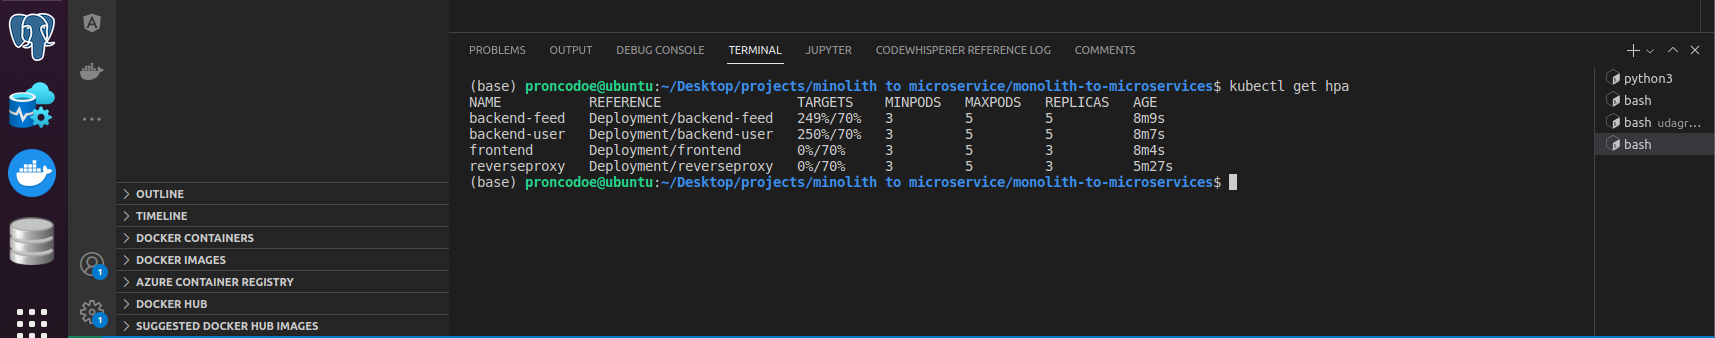 PROBLEMS OUTPUT DEBUG CONSOLE TERMINAL JUPYTER CODEWHISPERER REFERENCE LOG COMMENTS
(base) proncodoe@ubuntu:~/Desktop/projects/minolith to microservice/monolith-to-microservices$ kubectl get hpa
NAME REFERENCE TARGETS MINPODS MAXPODS REPLICAS AGE
backend-feed Deployment/backend-feed 249%/70% 3 5 5 8m9s
backend-user Deployment/backend-user 250%/70% 3 5 5 8m7s
frontend Deployment/frontend 0%/70% 3 5 3 8m4s
reverseproxy Deployment/reverseproxy 0%/70% 3 5 3 5m27s
(base) proncodoe@ubuntu:~/Desktop/projects/minolith to microservice/monolith-to-microservices$
python3
bash
bash udagr...
bash
OUTLINE
TIMELINE
DOCKER CONTAINERS
DOCKER IMAGES
AZURE CONTAINER REGISTRY
DOCKER HUB
SUGGESTED DOCKER HUB IMAGES
1
1